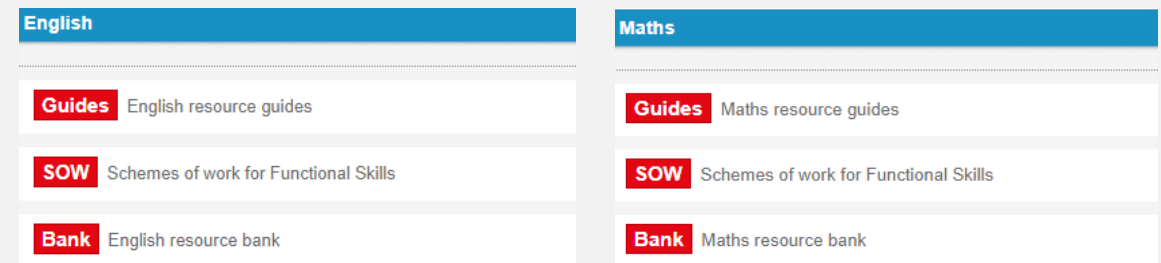 English
Guides English resource guides
SOW Schemes of work for Functional Skills
Bank English resource bank
Maths
Guides Maths resource guides
SOW Schemes of work for Functional Skills
Bank Maths resource bank